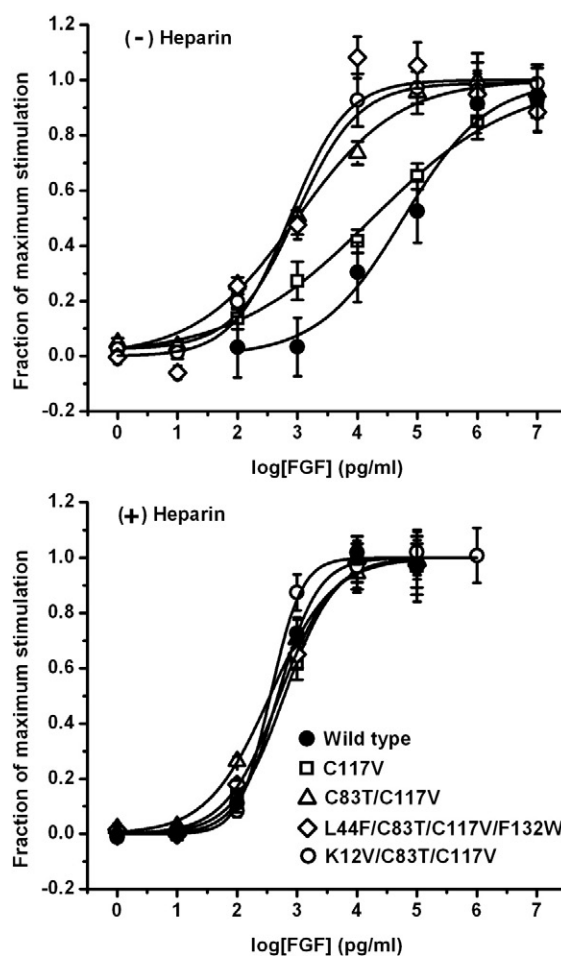 (-) Heparin
Fraction of maximum stimulation
1.2
1.0
0.8
0.6
0.4
0.2
0.0
-0.2
0 1 2 3 4 5 6 7
log[FGF] (pg/ml)
(+) Heparin
Fraction of maximum stimulation
1.2
1.0
0.8
0.6
0.4
0.2
0.0
-0.2
Wild type
C117V
C83T/C117V
L44F/C83T/C117V/F132W
K12V/C83T/C117V
0 1 2 3 4 5 6 7
log[FGF] (pg/ml)